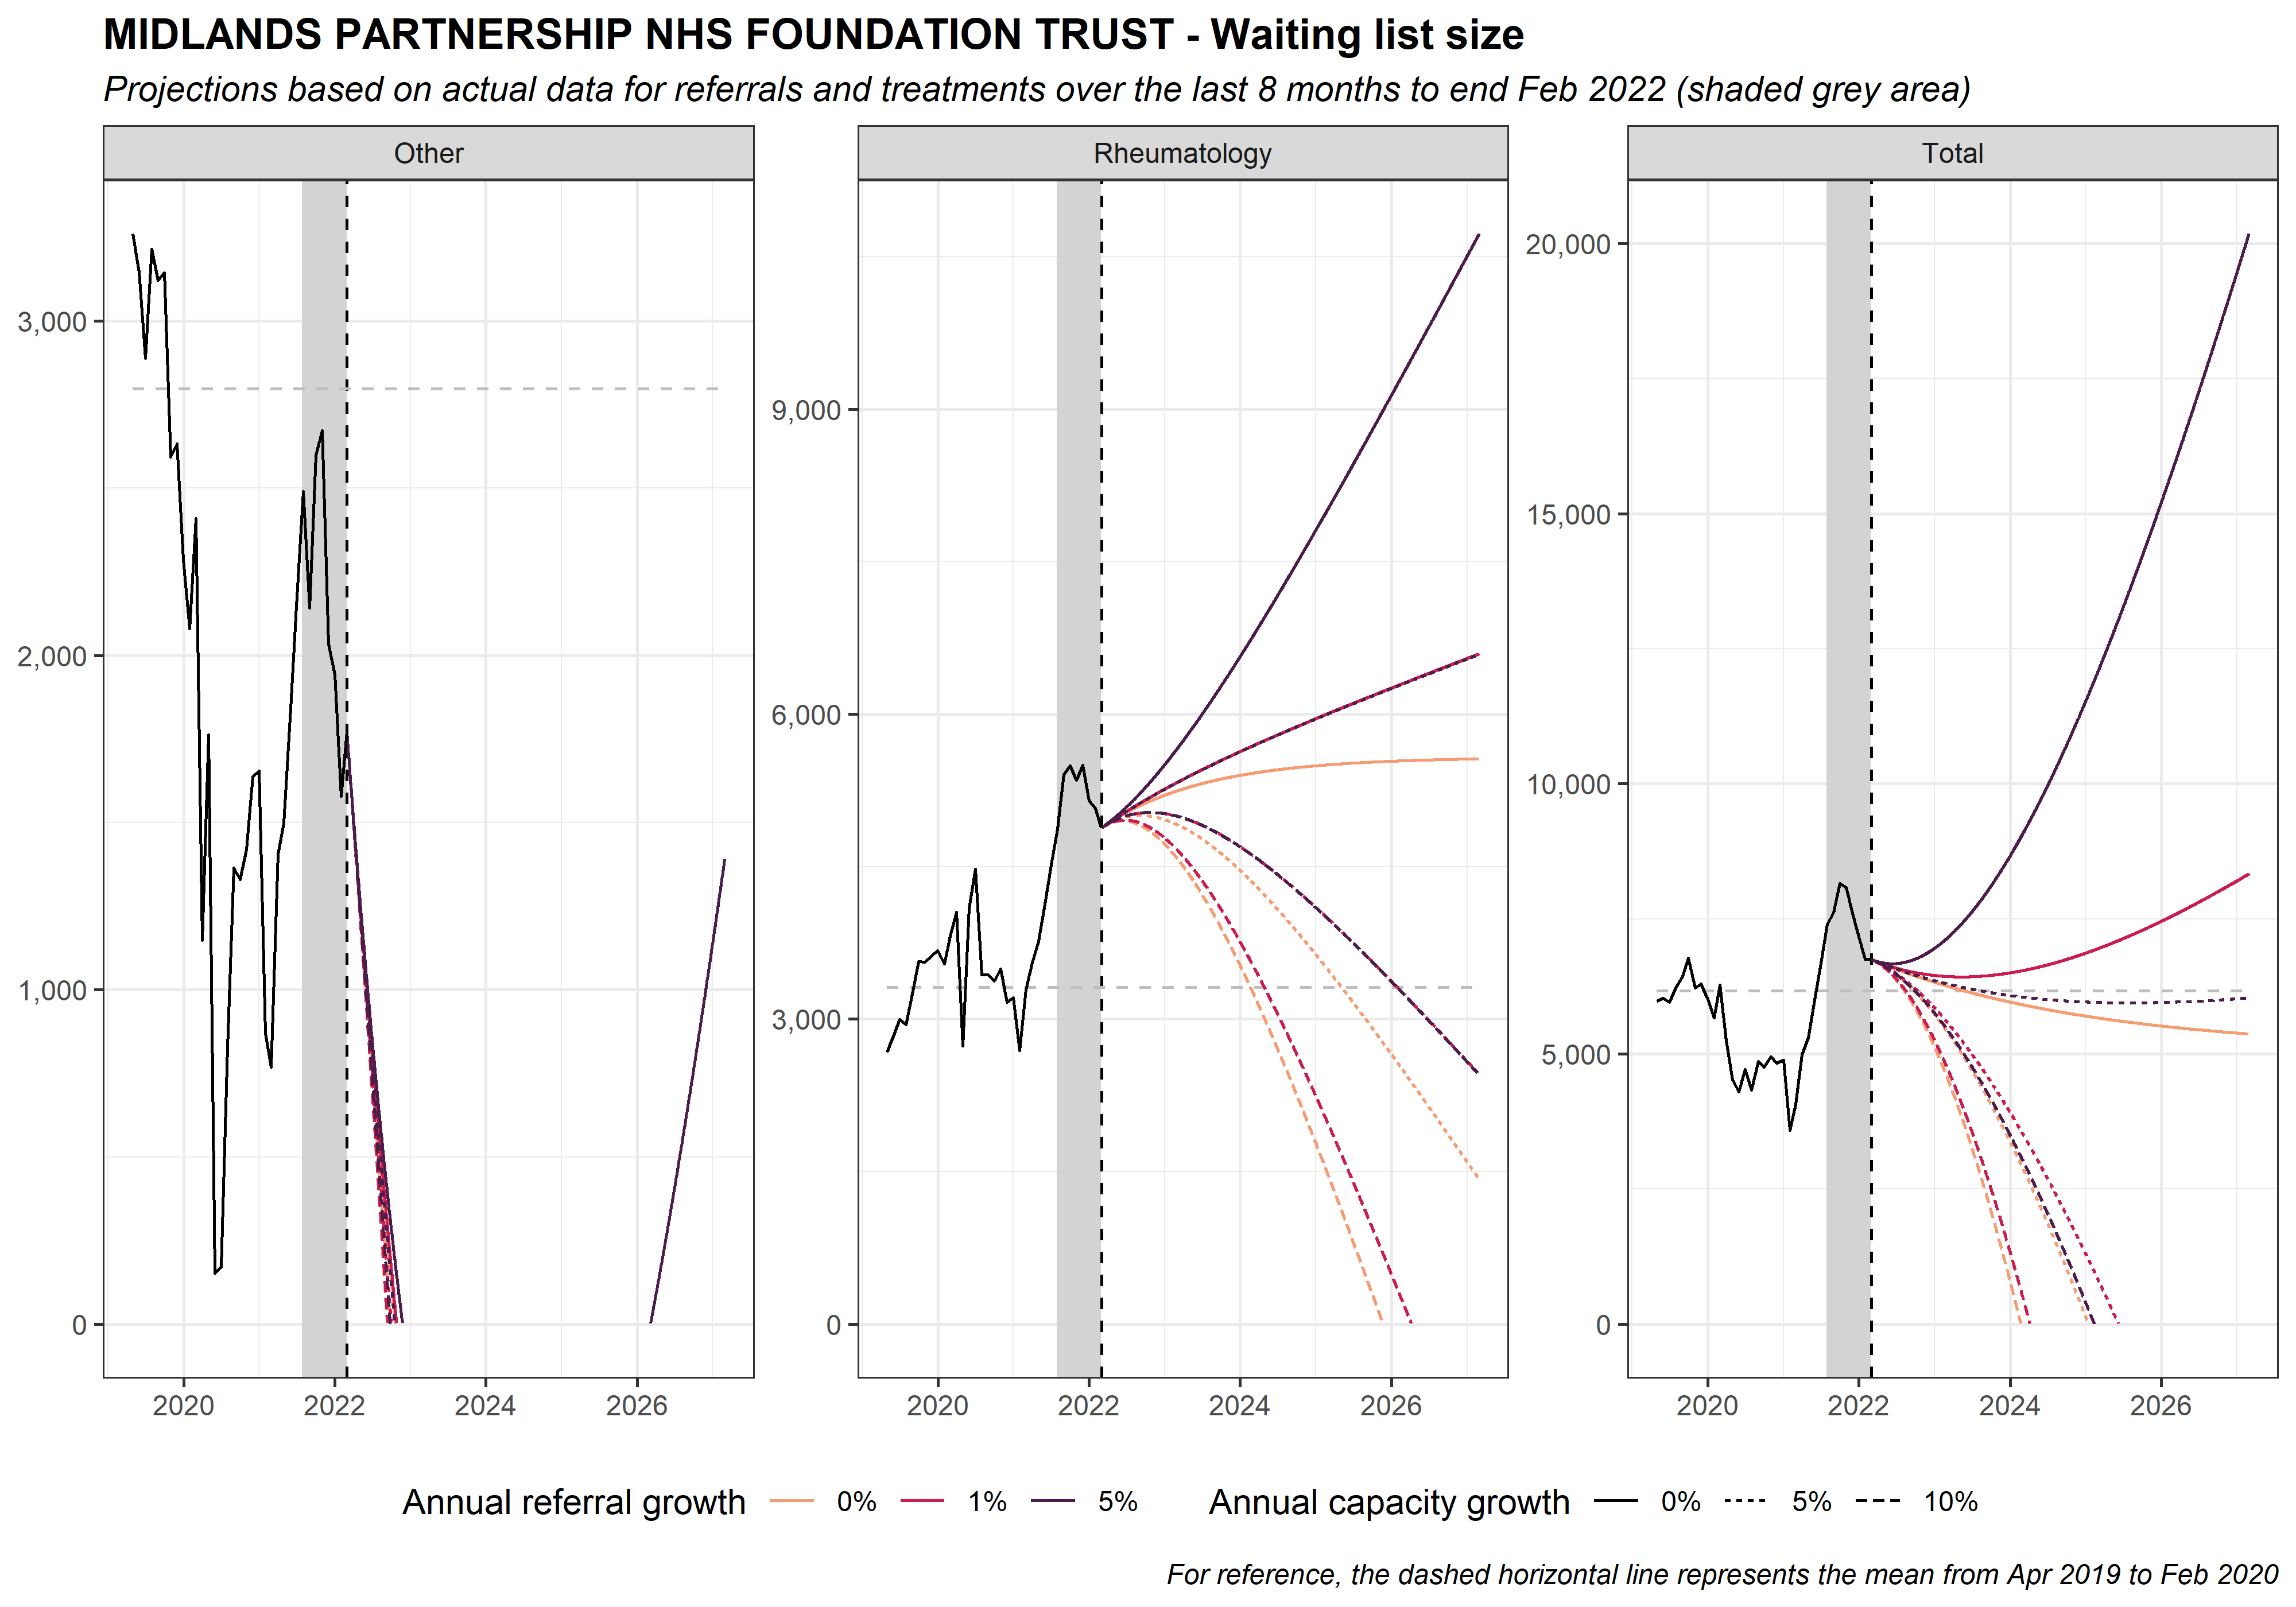 MIDLANDS PARTNERSHIP NHS FOUNDATION TRUST - Waiting list size
Projections based on actual data for referrals and treatments over the last 8 months to end Feb 2022 (shaded grey area)
Other
3,000
2,000
1,000
0
2020 2022 2024 2026
Rheumatology
9,000
6,000
3,000
0
2020 2022 2024 2026
Total
20,000
15,000
10,000
5,000
0
2020 2022 2024 2026
Annual referral growth 0% 1% 5% Annual capacity growth 0% 5% 10%
For reference, the dashed horizontal line represents the mean from Apr 2019 to Feb 2020